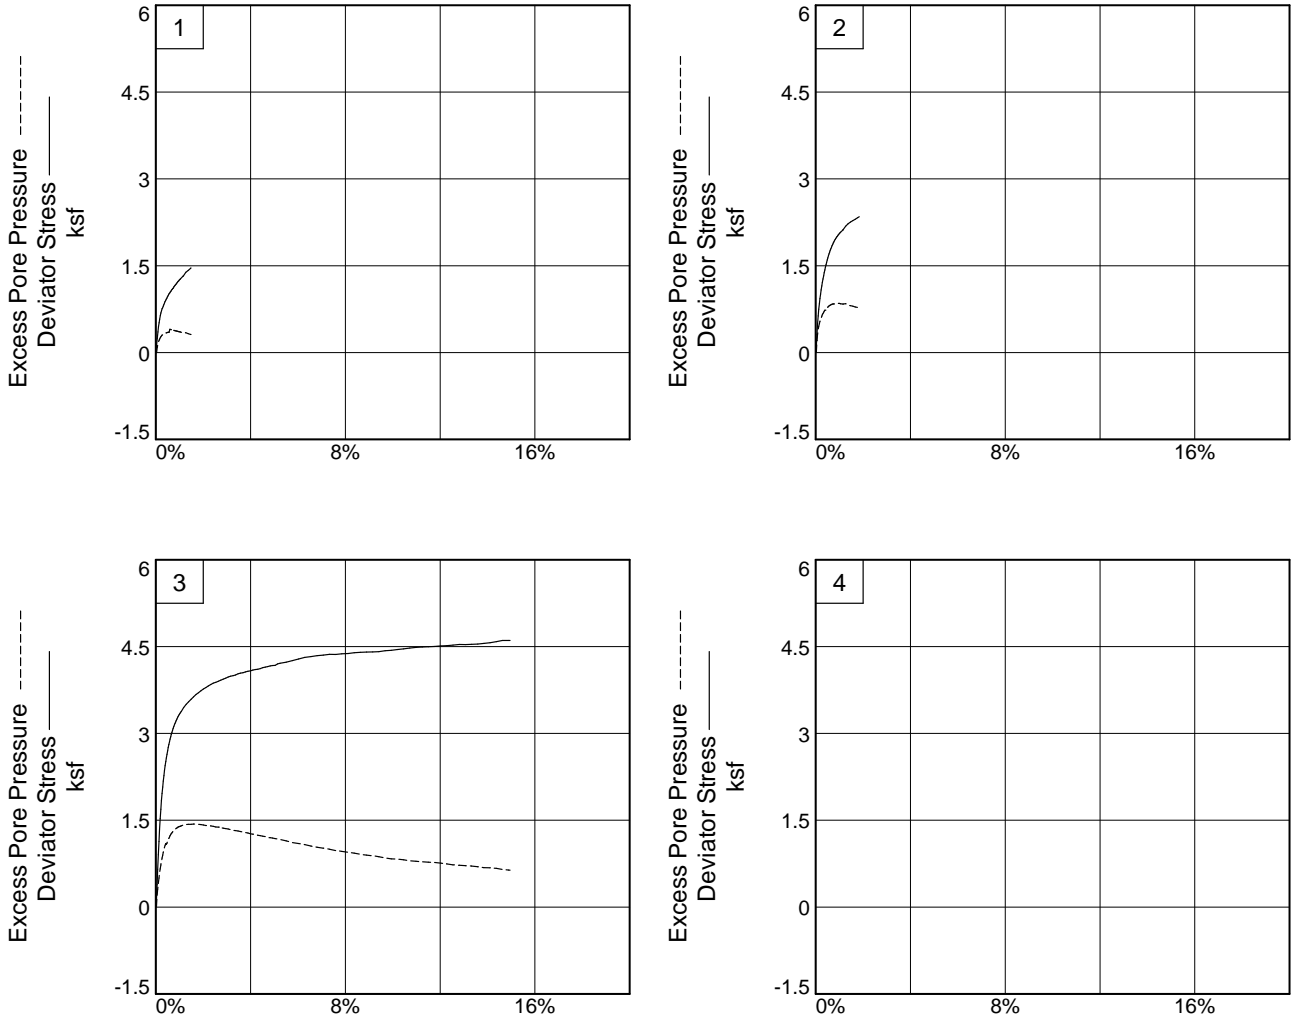 1
6
4.5
3
1.5
0
-1.5
0% 8% 16%
Excess Pore Pressure
Deviator Stress
ksf
2
6
4.5
3
1.5
0
-1.5
0% 8% 16%
Excess Pore Pressure
Deviator Stress
ksf
3
6
4.5
3
1.5
0
-1.5
0% 8% 16%
Excess Pore Pressure
Deviator Stress
ksf
4
6
4.5
3
1.5
0
-1.5
0% 8% 16%
Excess Pore Pressure
Deviator Stress
ksf